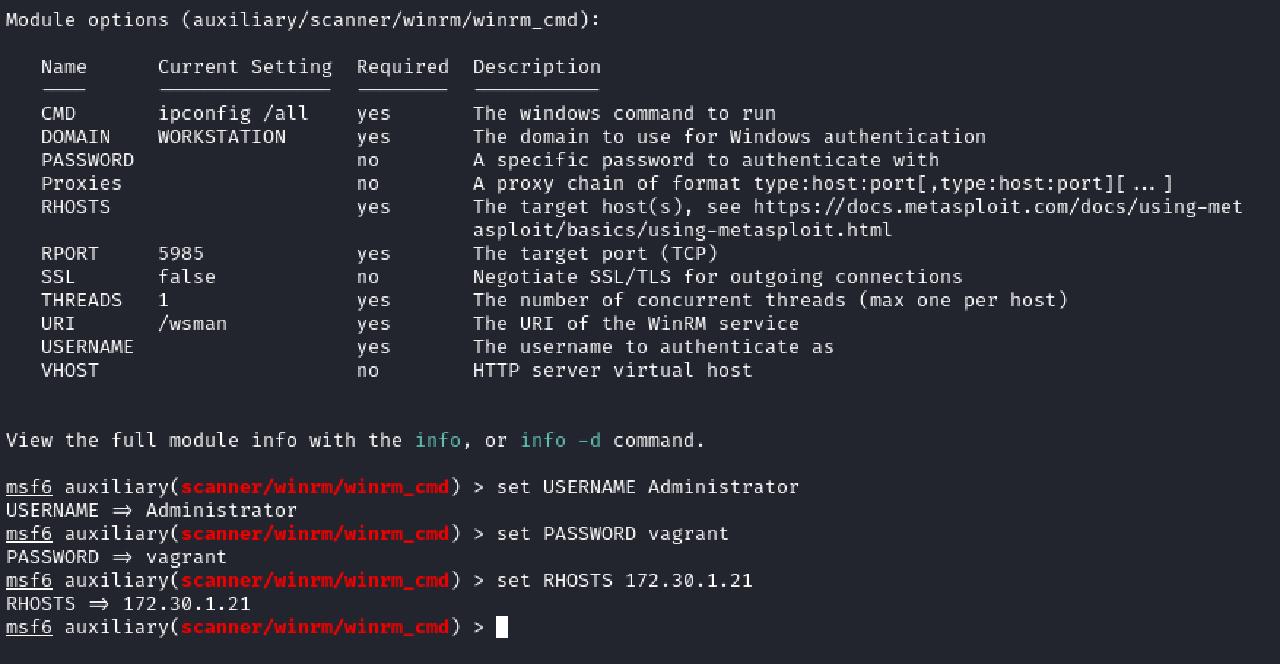 Module options (auxiliary/scanner/winrm/winrm_cmd):
Name Current Setting Required Description
---- --------------- -------- -----------
CMD ipconfig /all yes The windows command to run
DOMAIN WORKSTATION yes The domain to use for Windows authentication
PASSWORD no A specific password to authenticate with
Proxies no A proxy chain of format type:host:port[,type:host:port][...]
RHOSTS yes The target host(s), see https://docs.metasploit.com/docs/using-met
asploit/basics/using-metasploit.html
RPORT 5985 yes The target port (TCP)
SSL false no Negotiate SSL/TLS for outgoing connections
THREADS 1 yes The number of concurrent threads (max one per host)
URI /wsman yes The URI of the WinRM service
USERNAME yes The username to authenticate as
VHOST no HTTP server virtual host
View the full module info with the info, or info -d command.
msf6 auxiliary(scanner/winrm/winrm_cmd) > set USERNAME Administrator
USERNAME ⇒ Administrator
msf6 auxiliary(scanner/winrm/winrm_cmd) > set PASSWORD vagrant
PASSWORD ⇒ vagrant
msf6 auxiliary(scanner/winrm/winrm_cmd) > set RHOSTS 172.30.1.21
RHOSTS ⇒ 172.30.1.21
msf6 auxiliary(scanner/winrm/winrm_cmd) >